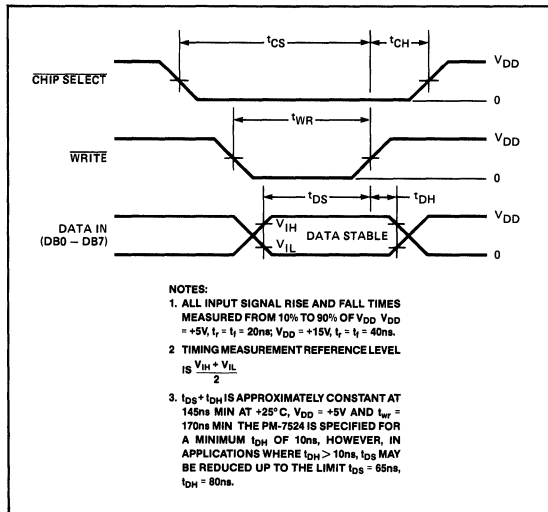 tCS
tCH
VDD
CHIP SELECT
0
tWR
VDD
WRITE
0
tDS
tDH
DATA IN
(DB0 – DB7)
VIH
VIL
DATA STABLE
VDD
0
NOTES:
1. ALL INPUT SIGNAL RISE AND FALL TIMES
MEASURED FROM 10% TO 90% OF VDD VDD
= +5V, tr = tf = 20ns; VDD = +15V, tr = tf = 40ns.
2 TIMING MEASUREMENT REFERENCE LEVEL
IS VIH + VIL
2
3. tDS + tDH IS APPROXIMATELY CONSTANT AT
145ns MIN AT +25°C, VDD = +5V AND twr =
170ns MIN THE PM-7524 IS SPECIFIED FOR
A MINIMUM tDH OF 10ns, HOWEVER, IN
APPLICATIONS WHERE tDH > 10ns, tDS MAY
BE REDUCED UP TO THE LIMIT tDS = 65ns,
tDH = 80ns.